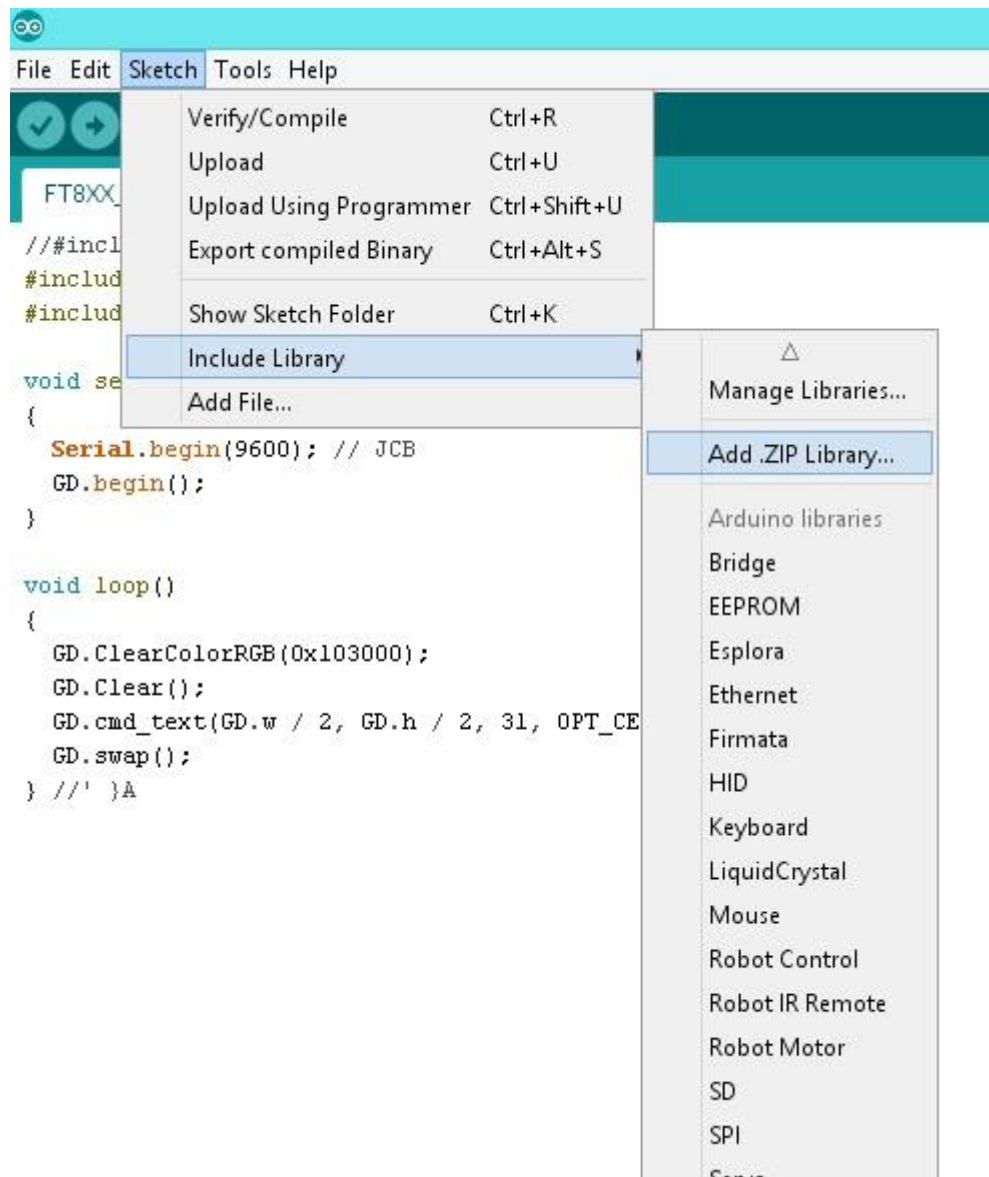 File Edit Sketch Tools Help
Verify/Compile Ctrl+R
Upload Ctrl+U
Upload Using Programmer Ctrl+Shift+U
Export compiled Binary Ctrl+Alt+S
Show Sketch Folder Ctrl+K
Include Library
Add File...
Manage Libraries...
Add .ZIP Library...
Arduino libraries
Bridge
EEPROM
Esplora
Ethernet
Firmata
HID
Keyboard
LiquidCrystal
Mouse
Robot Control
Robot IR Remote
Robot Motor
SD
SPI
FT8XX_
//#incl
#includ
#includ
void se
{
Serial.begin(9600); // JCB
GD.begin();
}
void loop()
{
GD.ClearColorRGB(0x103000);
GD.Clear();
GD.cmd_text(GD.w / 2, GD.h / 2, 31, OPT_CE
GD.swap();
} //' }A